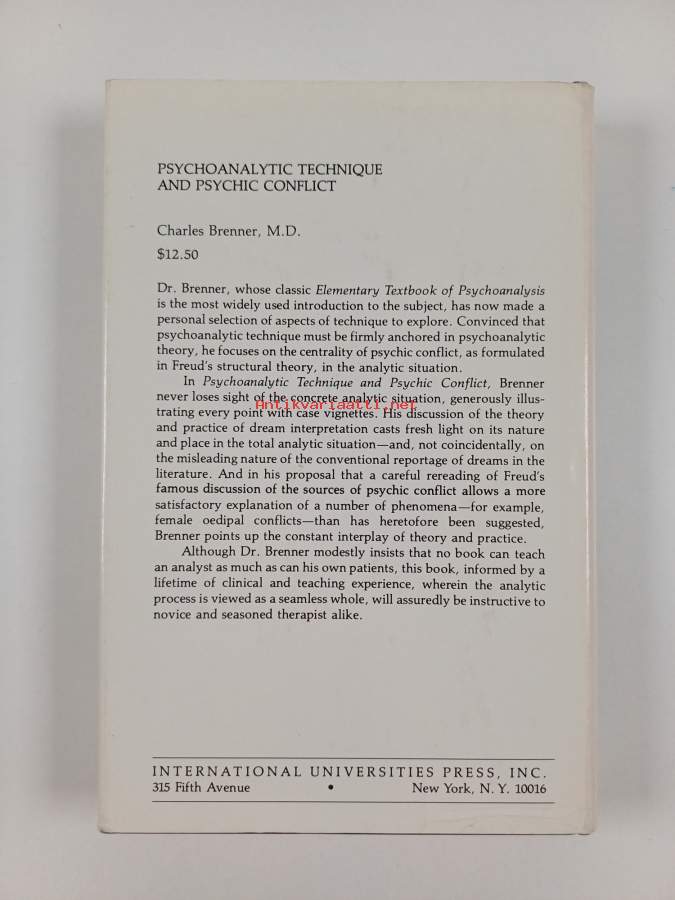 PSYCHOANALYTIC TECHNIQUE
AND PSYCHIC CONFLICT
Charles Brenner, M.D.
$12.50
Dr. Brenner, whose classic Elementary Textbook of Psychoanalysis
is the most widely used introduction to the subject, has now made a
personal selection of aspects of technique to explore. Convinced that
psychoanalytic technique must be firmly anchored in psychoanalytic
theory, he focuses on the centrality of psychic conflict, as formulated
in Freud's structural theory, in the analytic situation.
In Psychoanalytic Technique and Psychic Conflict, Brenner
never loses sight of the concrete analytic situation, generously illus-
Antikvariaatti.net
trating every point with case vignettes. His discussion of the theory
and practice of dream interpretation casts fresh light on its nature
and place in the total analytic situation—and, not coincidentally, on
the misleading nature of the conventional reportage of dreams in the
literature. And in his proposal that a careful rereading of Freud's
famous discussion of the sources of psychic conflict allows a more
satisfactory explanation of a number of phenomena—for example,
female oedipal conflicts—than has heretofore been suggested,
Brenner points up the constant interplay of theory and practice.
Although Dr. Brenner modestly insists that no book can teach
an analyst as much as can his own patients, this book, informed by a
lifetime of clinical and teaching experience, wherein the analytic
process is viewed as a seamless whole, will assuredly be instructive to
novice and seasoned therapist alike.
INTERNATIONAL UNIVERSITIES PRESS, INC.
315 Fifth Avenue • New York, N. Y. 10016